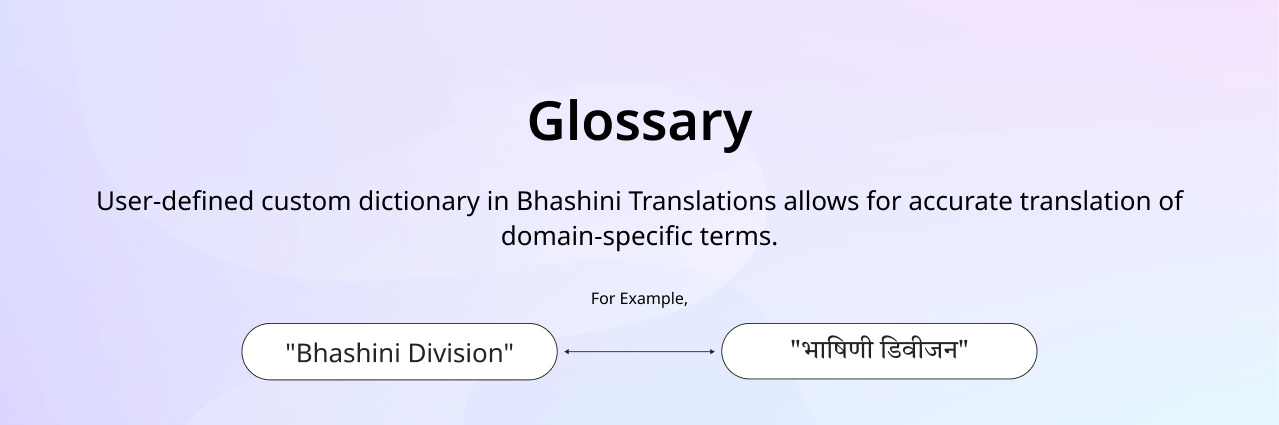 Glossary
User-defined custom dictionary in Bhashini Translations allows for accurate translation of
domain-specific terms.
For Example,
"Bhashini Division"
"भाषिणी डिवीजन"